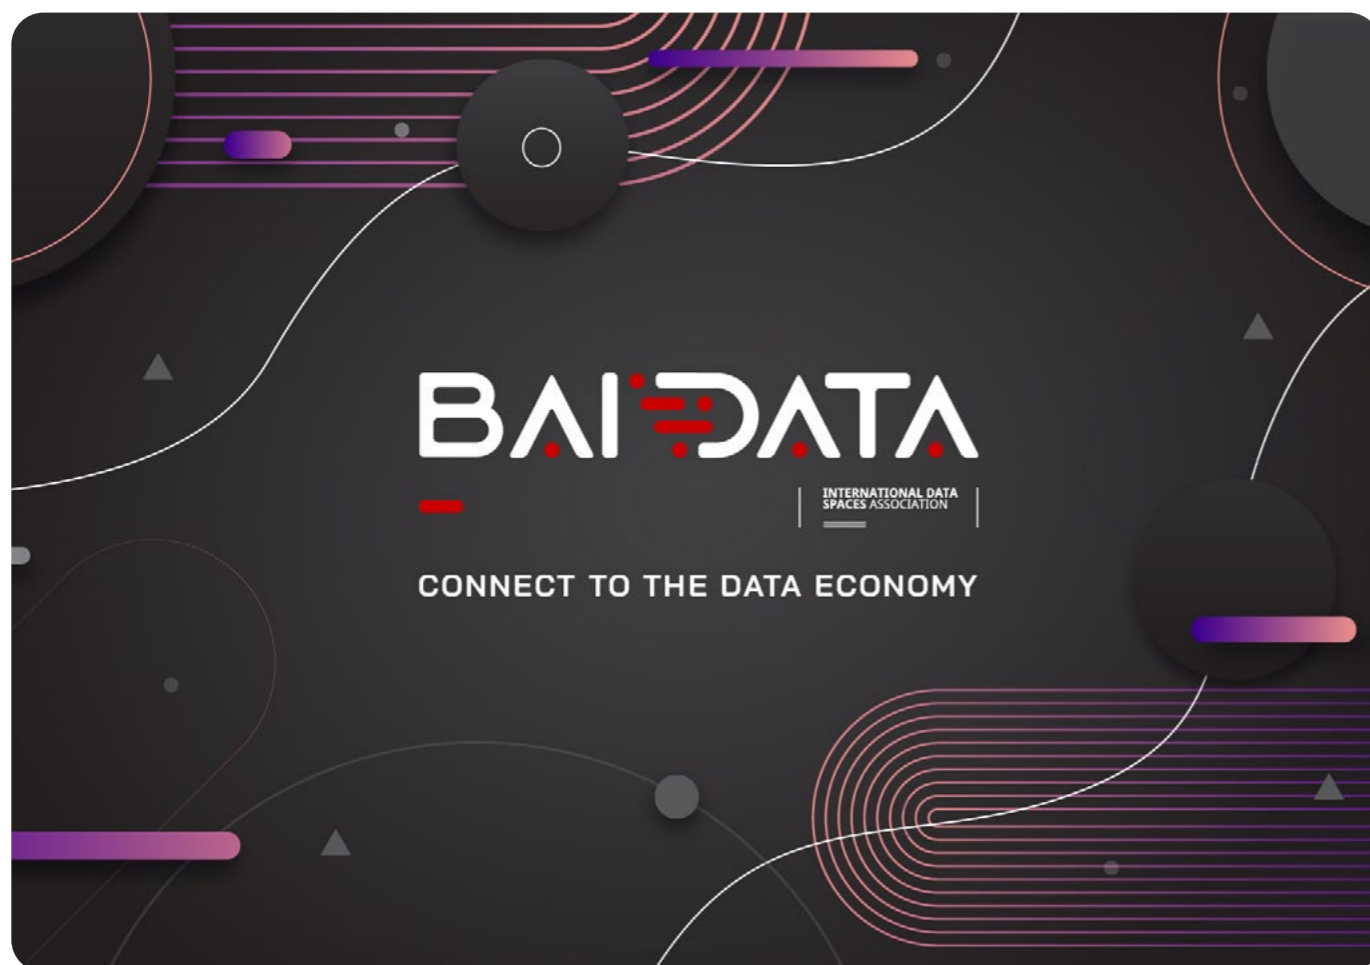 BAIDATA
INTERNATIONAL DATA
SPACES ASSOCIATION
CONNECT TO THE DATA ECONOMY